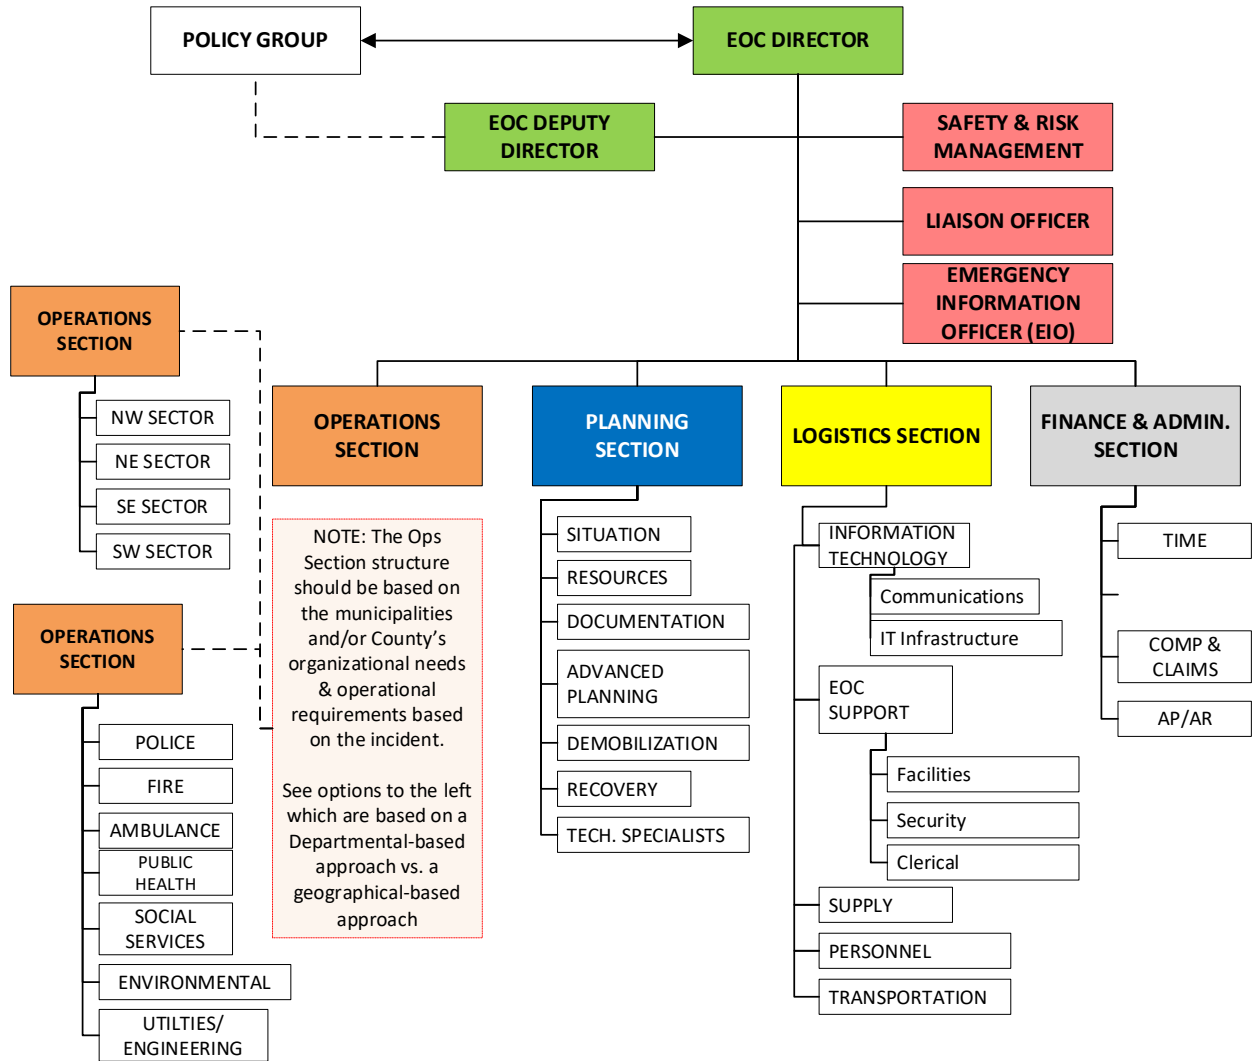 POLICY GROUP
EOC DIRECTOR
EOC DEPUTY
DIRECTOR
SAFETY & RISK
MANAGEMENT
LIAISON OFFICER
EMERGENCY
INFORMATION
OFFICER (EIO)
OPERATIONS
SECTION
NW SECTOR
NE SECTOR
SE SECTOR
SW SECTOR
OPERATIONS
SECTION
POLICE
FIRE
AMBULANCE
PUBLIC
HEALTH
SOCIAL
SERVICES
ENVIRONMENTAL
UTILTIES/
ENGINEERING
OPERATIONS
SECTION
NOTE: The Ops
Section structure
should be based on
the municipalities
and/or County’s
organizational needs
& operational
requirements based
on the incident.
See options to the left
which are based on a
Departmental-based
approach vs. a
geographical-based
approach
PLANNING
SECTION
SITUATION
RESOURCES
DOCUMENTATION
ADVANCED
PLANNING
DEMOBILIZATION
RECOVERY
TECH. SPECIALISTS
LOGISTICS SECTION
INFORMATION
TECHNOLOGY
Communications
IT Infrastructure
EOC
SUPPORT
Facilities
Security
Clerical
SUPPLY
PERSONNEL
TRANSPORTATION
FINANCE & ADMIN.
SECTION
TIME
COMP &
CLAIMS
AP/AR